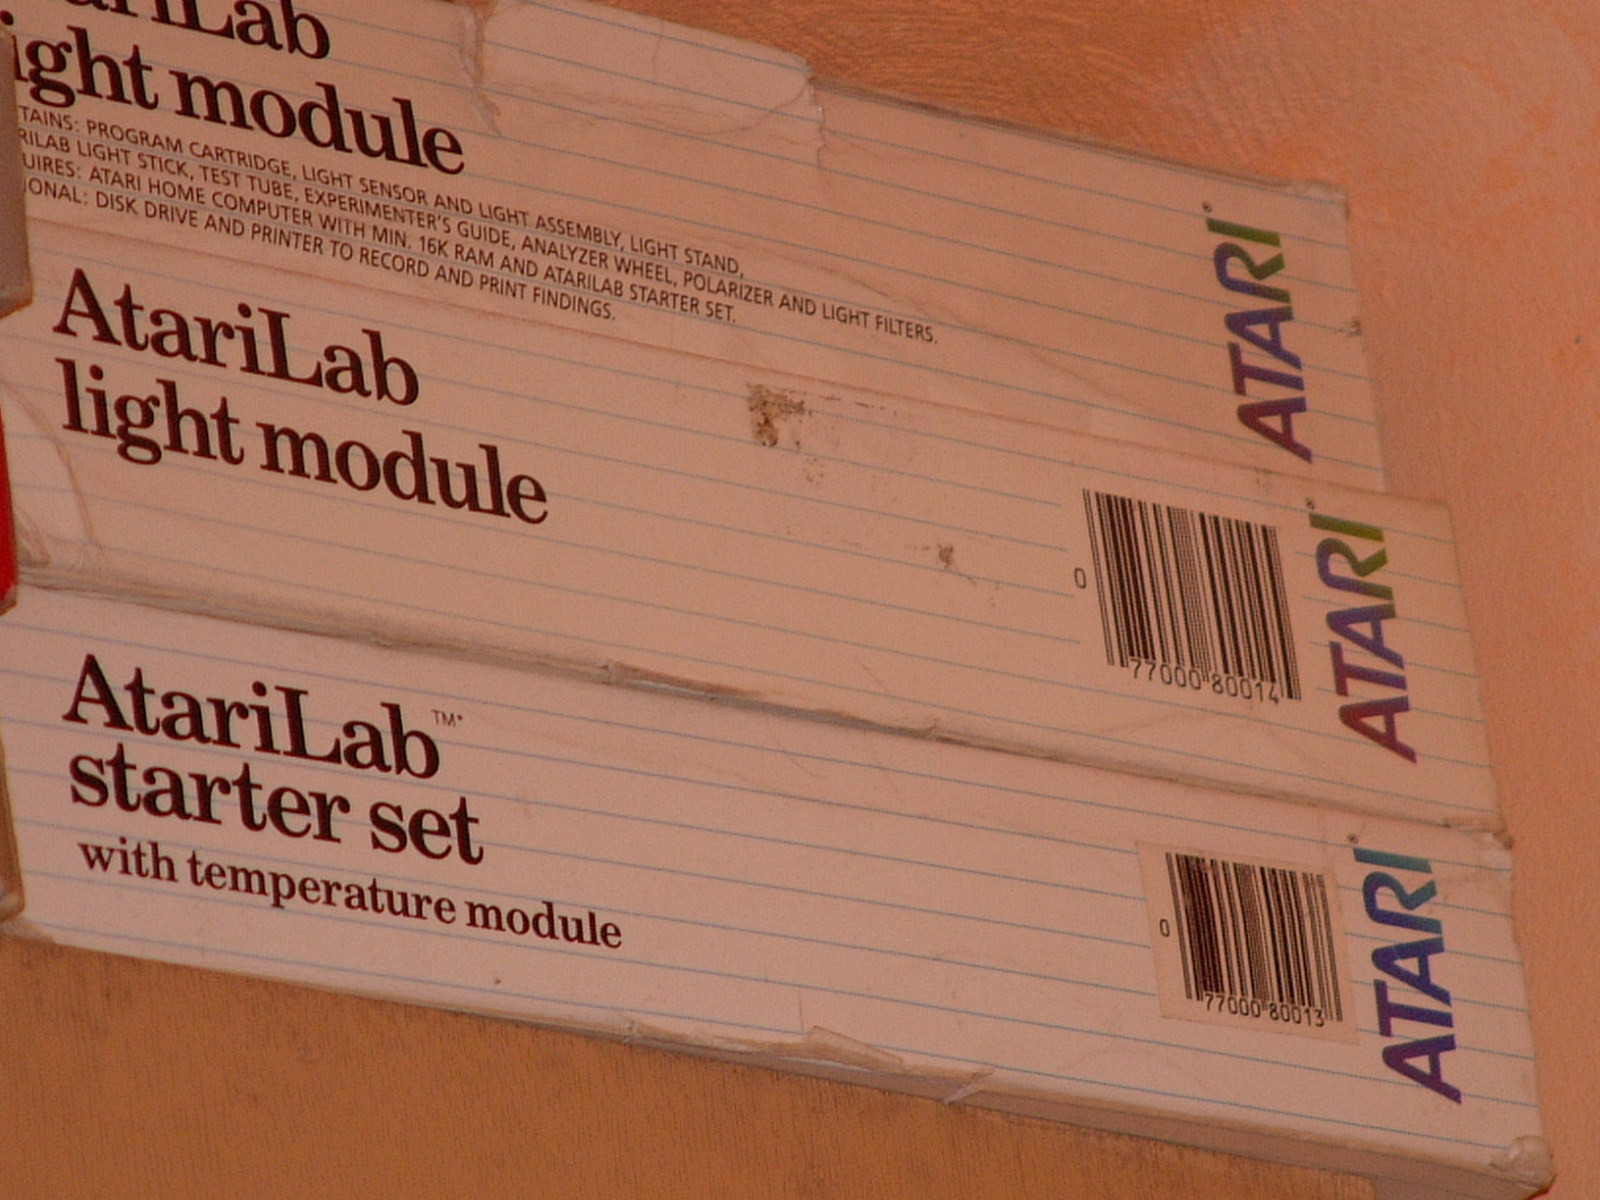 ariLab
ight module
TAINS: PROGRAM CARTRIDGE, LIGHT SENSOR AND LIGHT ASSEMBLY, LIGHT STAND,
RILAB LIGHT STICK, TEST TUBE, EXPERIMENTER'S GUIDE, ANALYZER WHEEL, POLARIZER AND LIGHT FILTERS.
UIRES: ATARI HOME COMPUTER WITH MIN. 16K RAM AND ATARILAB STARTER SET.
IONAL: DISK DRIVE AND PRINTER TO RECORD AND PRINT FINDINGS.
ATARI®
AtariLab
light module
0 77000 80014
ATARI®
AtariLab™
starter set
with temperature module
0 77000 80013
ATARI®